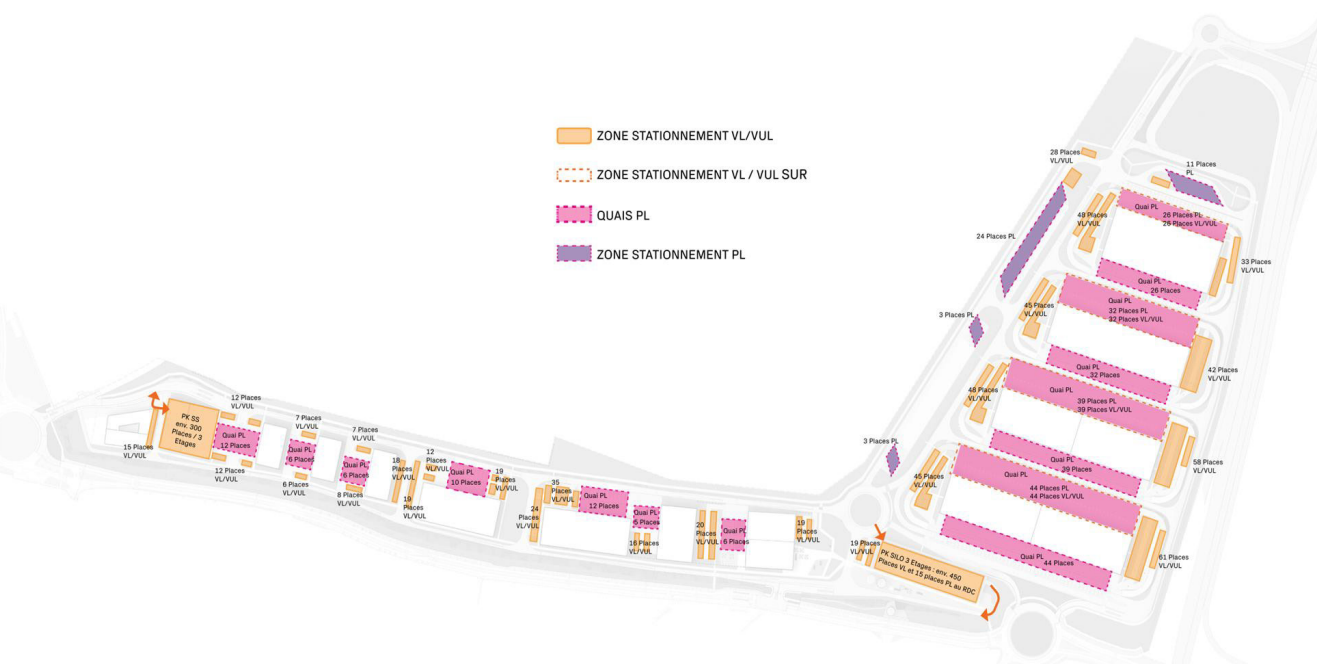 ZONE STATIONNEMENT VL/VUL
ZONE STATIONNEMENT VL / VUL SUR
QUAIS PL
ZONE STATIONNEMENT PL
28 Places
VL/VUL
11 Places
PL
48 Places
VL/VUL
Quai PL
26 Places PL
26 Places VL/VUL
24 Places PL
33 Places
VL/VUL
Quai PL
26 Places
45 Places
VL/VUL
Quai PL
32 Places PL
32 Places VL/VUL
3 Places PL
Quai PL
32 Places
42 Places
VL/VUL
48 Places
VL/VUL
Quai PL
39 Places PL
39 Places VL/VUL
3 Places PL
Quai PL
39 Places
58 Places
VL/VUL
45 Places
VL/VUL
Quai PL
44 Places PL
44 Places VL/VUL
Quai PL
44 Places
61 Places
VL/VUL
15 Places
VL/VUL
PK SS
env. 300
Places / 3
Etages
12 Places
VL/VUL
Quai PL
12 Places
12 Places
VL/VUL
7 Places
VL/VUL
Quai PL
6 Places
6 Places
VL/VUL
7 Places
VL/VUL
Quai PL
6 Places
8 Places
VL/VUL
18
Places
VL/VUL
19
Places
VL/VUL
12
Places
VL/VUL
Quai PL
10 Places
19
Places
VL/VUL
24
Places
VL/VUL
35
Places
VL/VUL
Quai PL
12 Places
Quai PL
5 Places
16 Places
VL/VUL
20
Places
VL/VUL
Quai PL
6 Places
19
Places
VL/VUL
19 Places
VL/VUL
PK SILO 3 Etages : env. 450
Places VL et 15 places PL au RDC